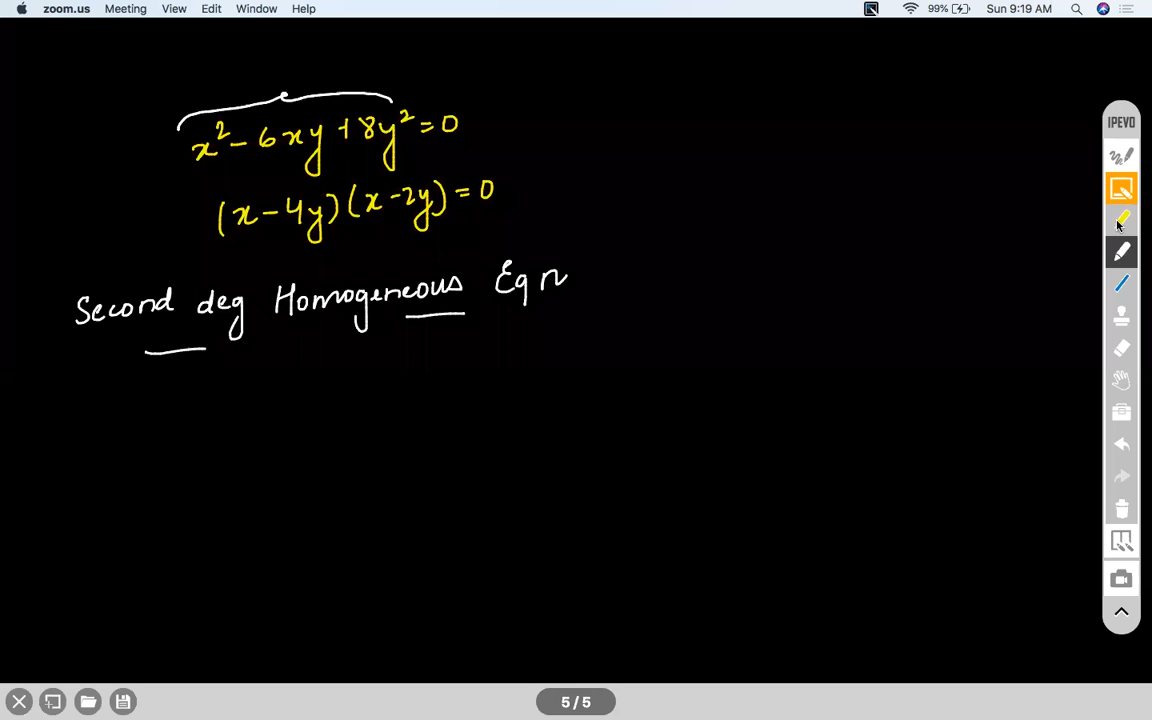 zoom.us Meeting View Edit Window Help 99% Sun 9:19 AM
IPEVO
x² - 6xy + 8y² = 0
(x - 4y)(x - 2y) = 0
Second deg Homogeneous Eqn
5/5